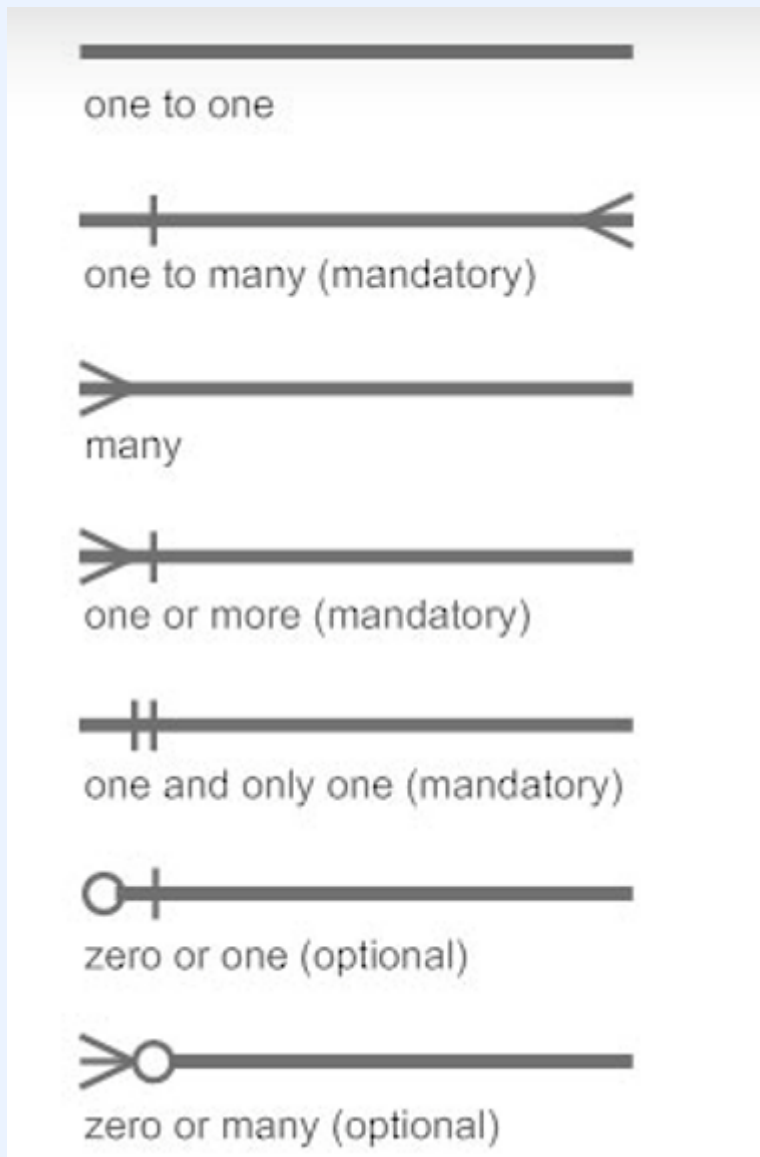 one to one
one to many (mandatory)
many
one or more (mandatory)
one and only one (mandatory)
zero or one (optional)
zero or many (optional)